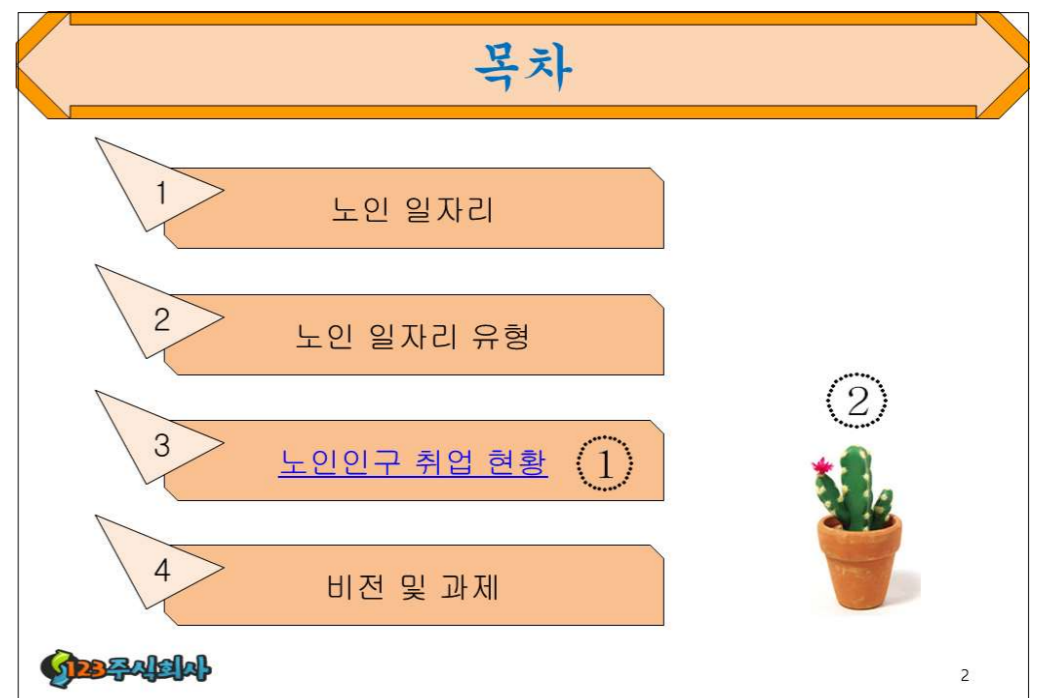 목차
1
노인 일자리
2
노인 일자리 유형
②
3
노인인구 취업 현황 ①
4
비전 및 과제
123주식회사
2